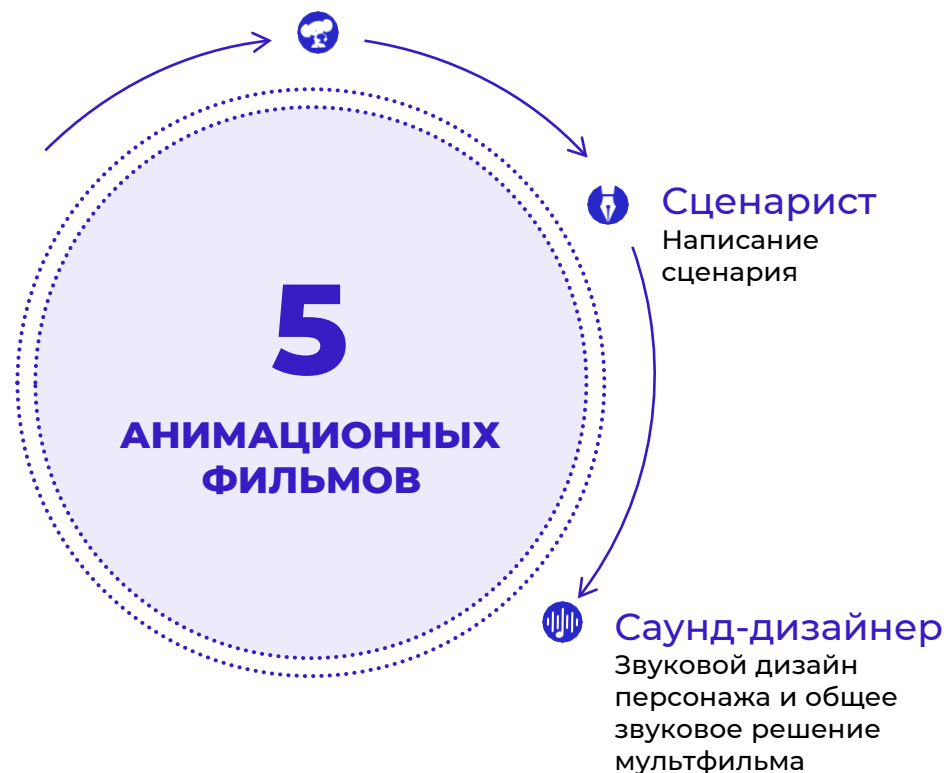 Сценарист
Написание
сценария
5
АНИМАЦИОННЫХ
ФИЛЬМОВ
Саунд-дизайнер
Звуковой дизайн
персонажа и общее
звуковое решение
мультфильма